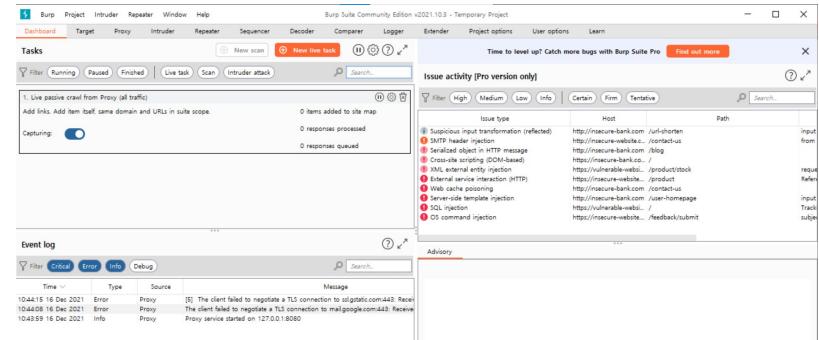 Burp Project Intruder Repeater Window Help
Burp Suite Community Edition v2021.10.3 - Temporary Project
Dashboard Target Proxy Intruder Repeater Sequencer Decoder Comparer Logger Extender Project options User options Learn
Tasks
New scan
New live task
Filter Running Paused Finished Live task Scan Intruder attack Search...
1. Live passive crawl from Proxy (all traffic)
Add links. Add item itself, same domain and URLs in suite scope.
0 items added to site map
Capturing:
0 responses processed
0 responses queued
Event log
Filter Critical Error Info Debug Search...
Time Type Source Message
10:44:15 16 Dec 2021 Error Proxy [5] The client failed to negotiate a TLS connection to ssl.gstatic.com:443: Recei
10:44:08 16 Dec 2021 Error Proxy The client failed to negotiate a TLS connection to mail.google.com:443: Receive
10:43:59 16 Dec 2021 Info Proxy Proxy service started on 127.0.0.1:8080
Time to level up? Catch more bugs with Burp Suite Pro Find out more
Issue activity [Pro version only]
Filter High Medium Low Info Certain Firm Tentative Search...
Issue type Host Path
Suspicious input transformation (reflected) http://insecure-bank.com /url-shorten input
SMTP header injection http://insecure-website.c... /contact-us from
Serialized object in HTTP message http://insecure-bank.com /blog
Cross-site scripting (DOM-based) https://insecure-bank.co... /
XML external entity injection https://vulnerable-websi... /product/stock reque
External service interaction (HTTP) https://insecure-website... /product Refer
Web cache poisoning http://insecure-bank.com /contact-us
Server-side template injection http://insecure-bank.com /user-homepage input
SQL injection https://vulnerable-websi... / Tracki
OS command injection https://insecure-website... /feedback/submit subjec
Advisory